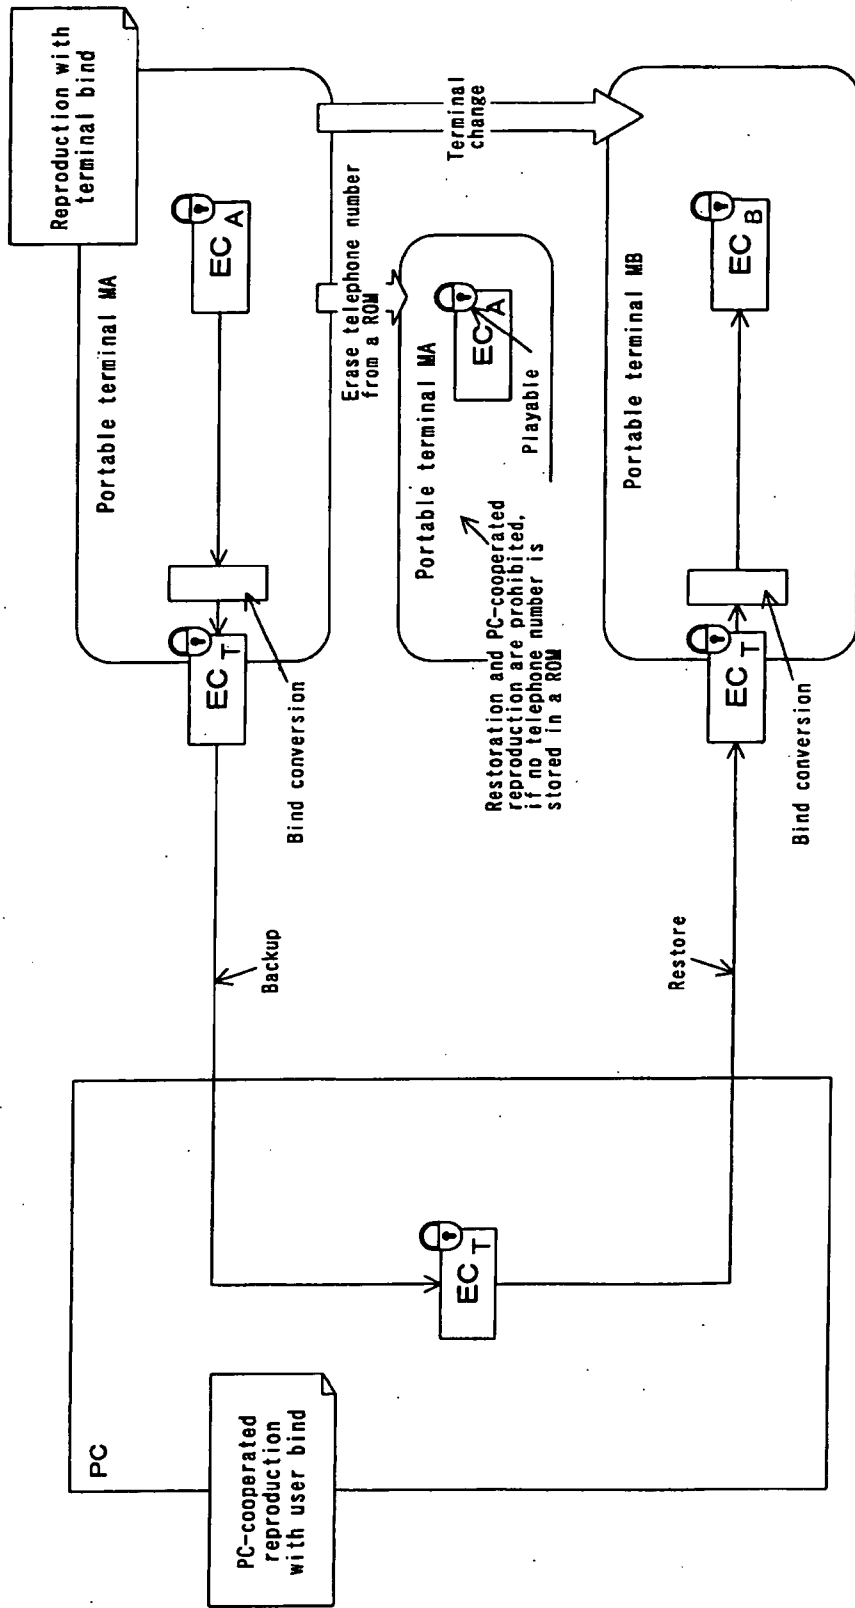 PC-cooperated
reproduction
with user bind
PC
EC T
Backup
Restore
Portable terminal MA
Reproduction with
terminal bind
EC A
EC T
Bind conversion
Erase telephone number
from a ROM
Terminal
change
Portable terminal MA
EC A
Playable
Restoration and PC-cooperated
reproduction are prohibited,
if no telephone number is
stored in a ROM
Portable terminal MB
EC B
EC T
Bind conversion